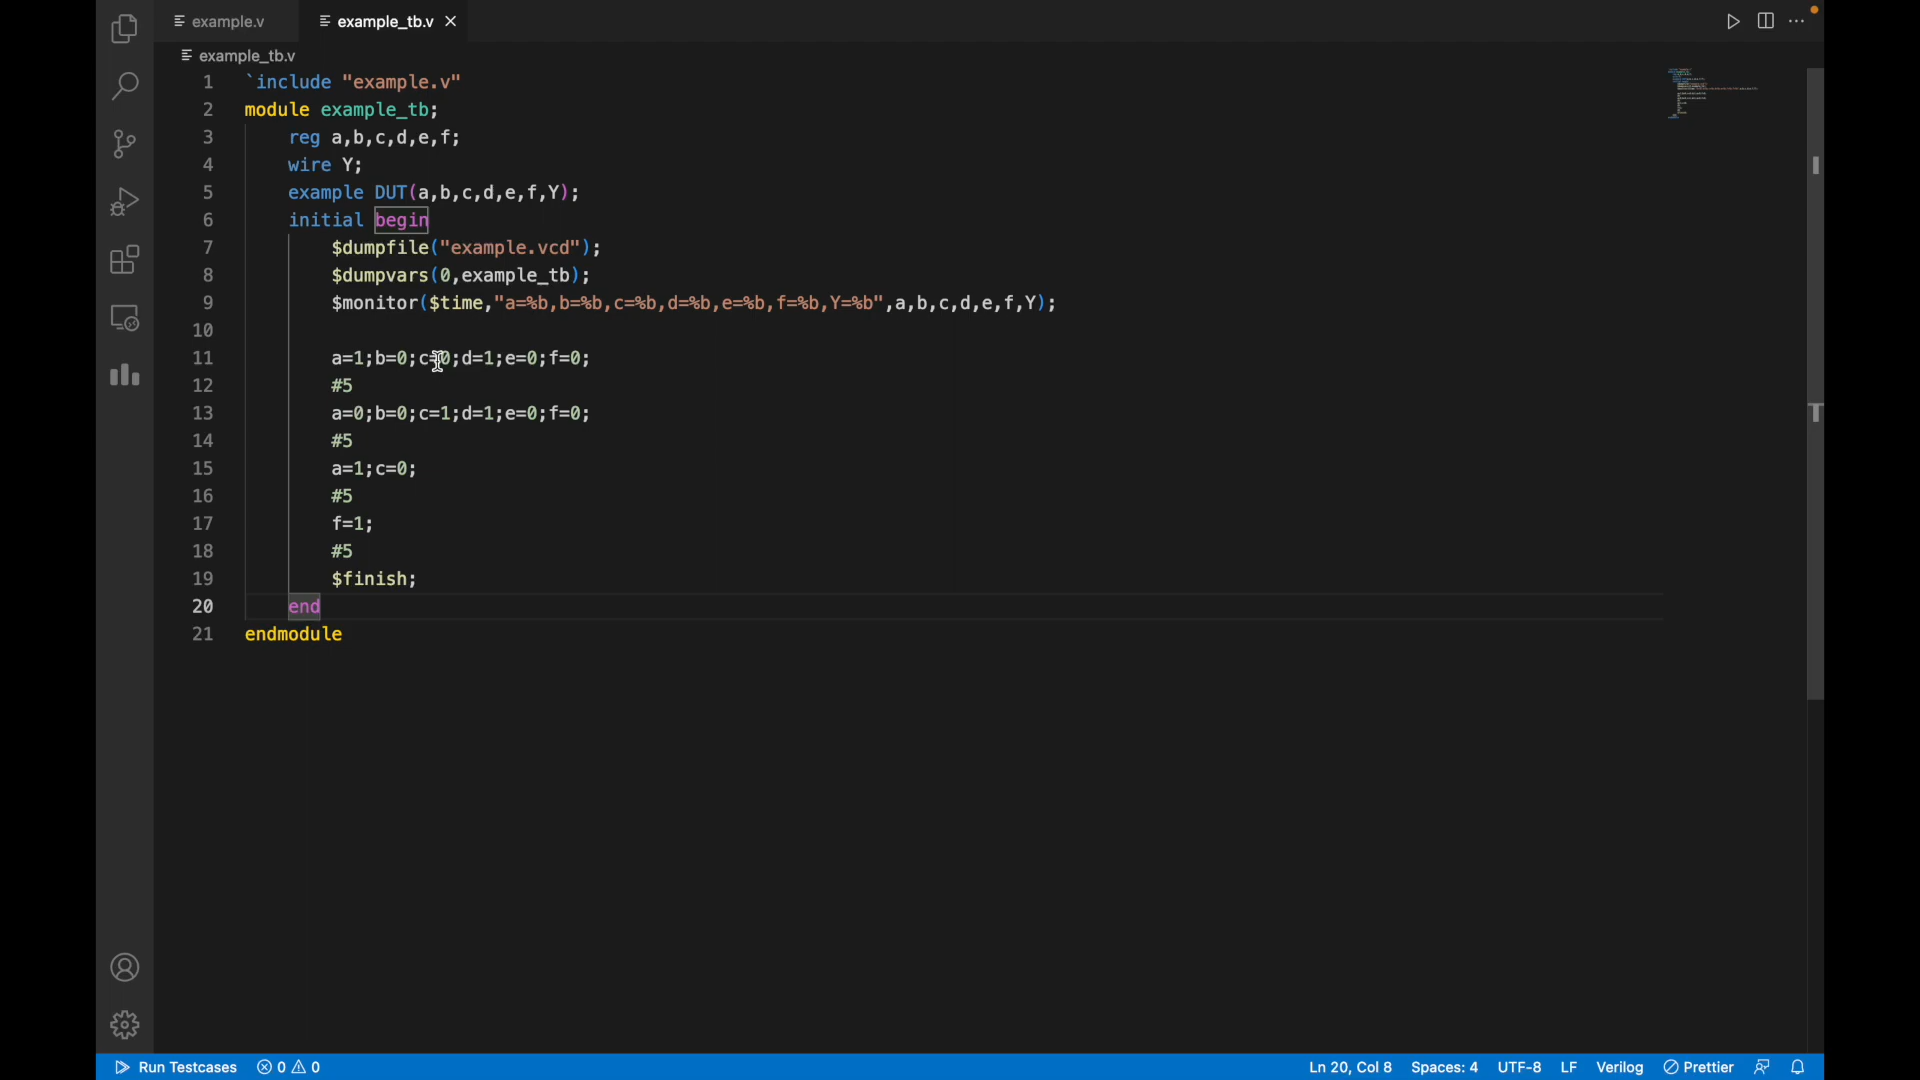 example.v
example_tb.v
example_tb.v
1 `include "example.v"
2 module example_tb;
3 reg a,b,c,d,e,f;
4 wire Y;
5 example DUT(a,b,c,d,e,f,Y);
6 initial begin
7 $dumpfile("example.vcd");
8 $dumpvars(0,example_tb);
9 $monitor($time,"a=%b,b=%b,c=%b,d=%b,e=%b,f=%b,Y=%b",a,b,c,d,e,f,Y);
10
11 a=1;b=0;c=0;d=1;e=0;f=0;
12 #5
13 a=0;b=0;c=1;d=1;e=0;f=0;
14 #5
15 a=1;c=0;
16 #5
17 f=1;
18 #5
19 $finish;
20 end
21 endmodule
Run Testcases 0 0 Ln 20, Col 8 Spaces: 4 UTF-8 LF Verilog Prettier